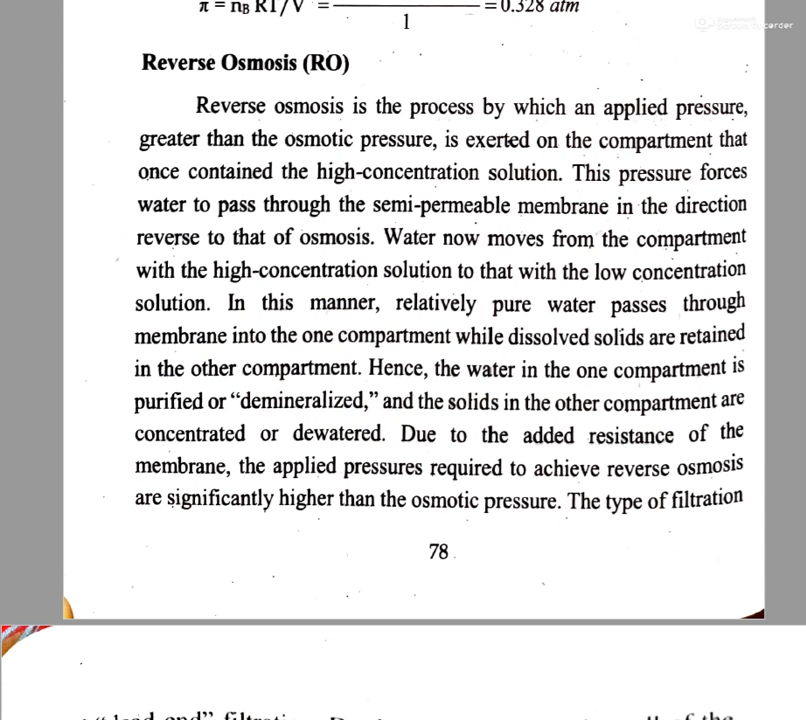 π = nB RT/V = = 0.328 atm
1
Reverse Osmosis (RO)
Reverse osmosis is the process by which an applied pressure,
greater than the osmotic pressure, is exerted on the compartment that
once contained the high-concentration solution. This pressure forces
water to pass through the semi-permeable membrane in the direction
reverse to that of osmosis. Water now moves from the compartment
with the high-concentration solution to that with the low concentration
solution. In this manner, relatively pure water passes through
membrane into the one compartment while dissolved solids are retained
in the other compartment. Hence, the water in the one compartment is
purified or “demineralized,” and the solids in the other compartment are
concentrated or dewatered. Due to the added resistance of the
membrane, the applied pressures required to achieve reverse osmosis
are significantly higher than the osmotic pressure. The type of filtration
78
of the